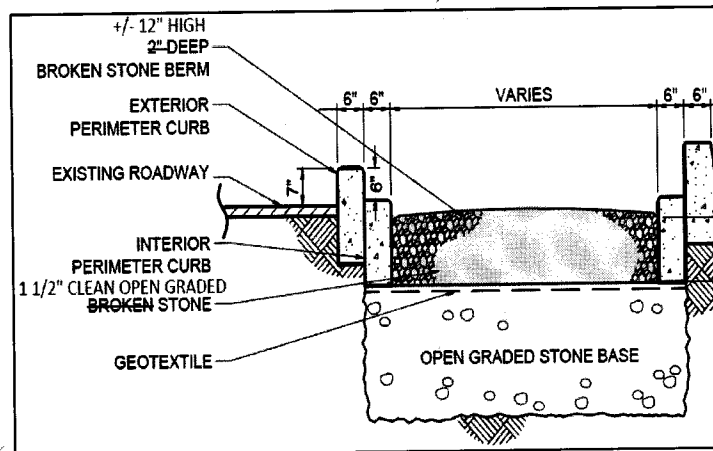 +/- 12" HIGH
2" DEEP
BROKEN STONE BERM
6" 6"
VARIES
6" 6"
EXTERIOR
PERIMETER CURB
EXISTING ROADWAY
7"
6"
INTERIOR
PERIMETER CURB
1 1/2" CLEAN OPEN GRADED
BROKEN STONE
GEOTEXTILE
OPEN GRADED STONE BASE